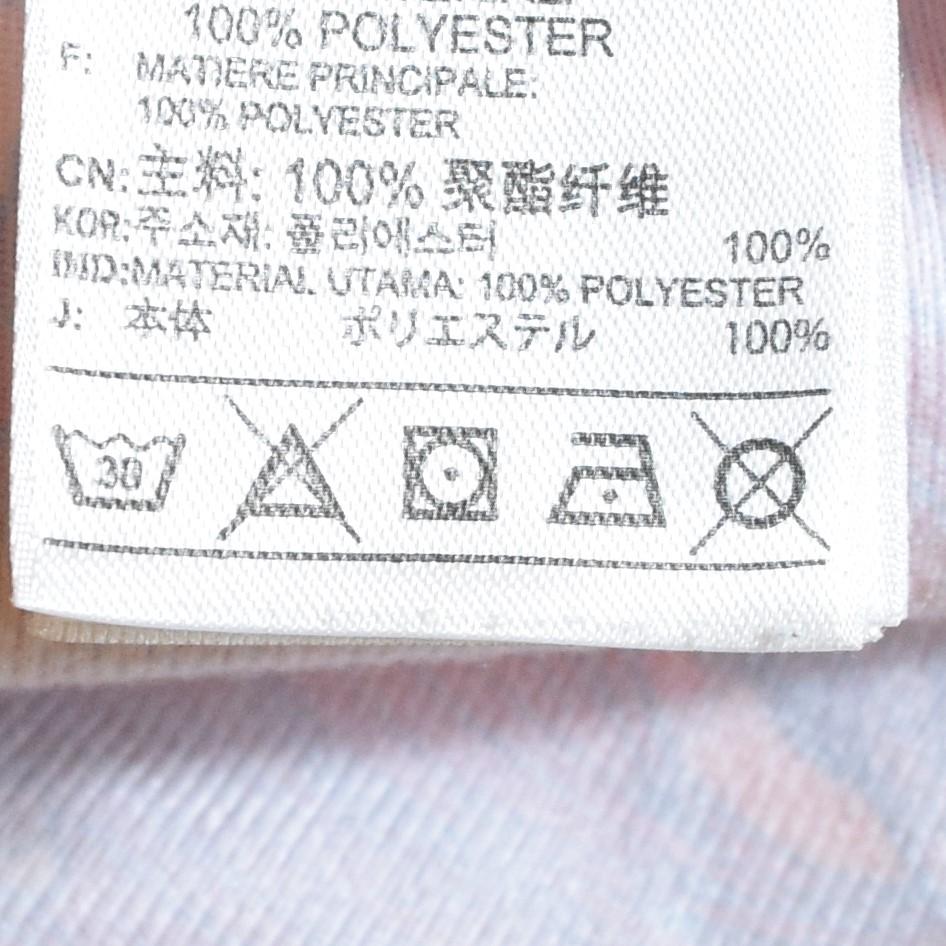 100% POLYESTER
F: MATIERE PRINCIPALE:
100% POLYESTER
CN:主料: 100% 聚酯纤维
KOR:주소재: 폴리에스터 100%
IND:MATERIAL UTAMA: 100% POLYESTER
J: 本体 ポリエステル 100%
30